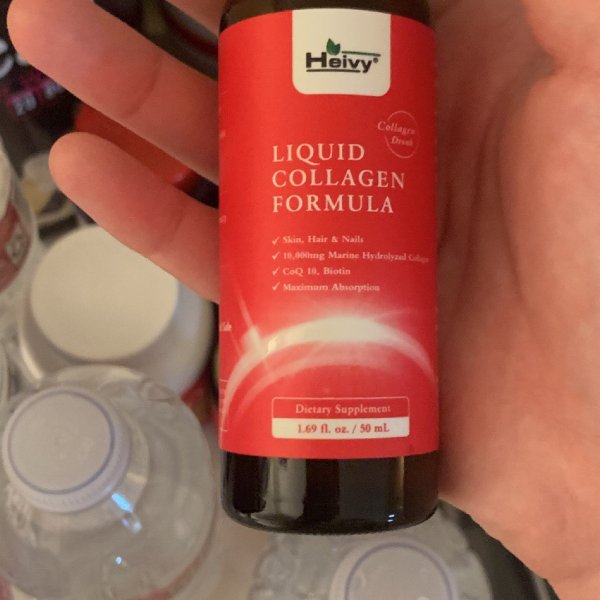 Heivy®
Collagen
Drink
LIQUID
COLLAGEN
FORMULA
✓ Skin, Hair & Nails
✓ 10,000mg Marine Hydrolyzed Collagen
✓ CoQ 10, Biotin
✓ Maximum Absorption
Dietary Supplement
1.69 fl. oz. / 50 mL